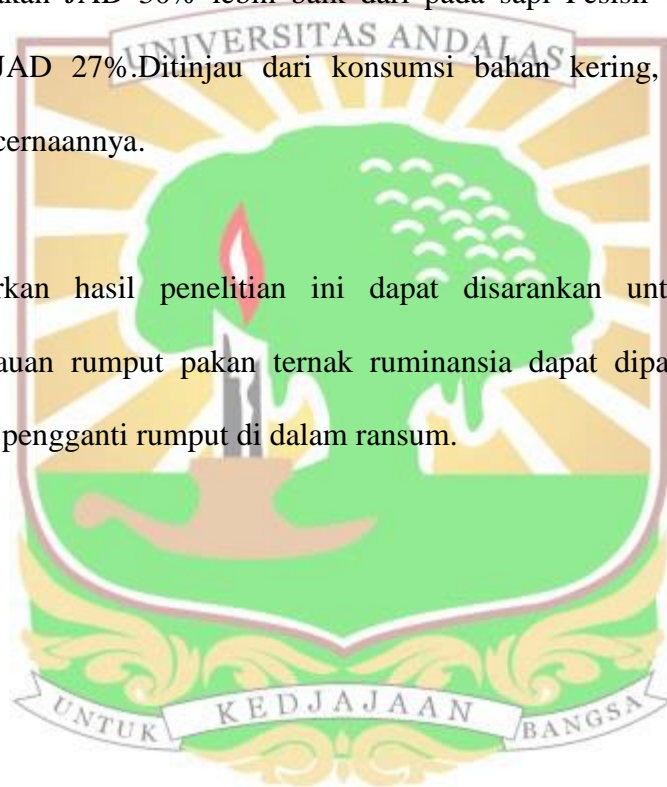 akan JAD lebih baik dari pada sapi Pesisir
UNIVERSITAS ANDALAS
JAD 27%.Ditinjau dari konsumsi bahan kering,
cernaannya.
rkan hasil penelitian ini dapat disarankan unt
auan rumput pakan ternak ruminansia dapat dipa
pengganti rumput di dalam ransum.
UNTUK KEDJAJAAN BANGSA